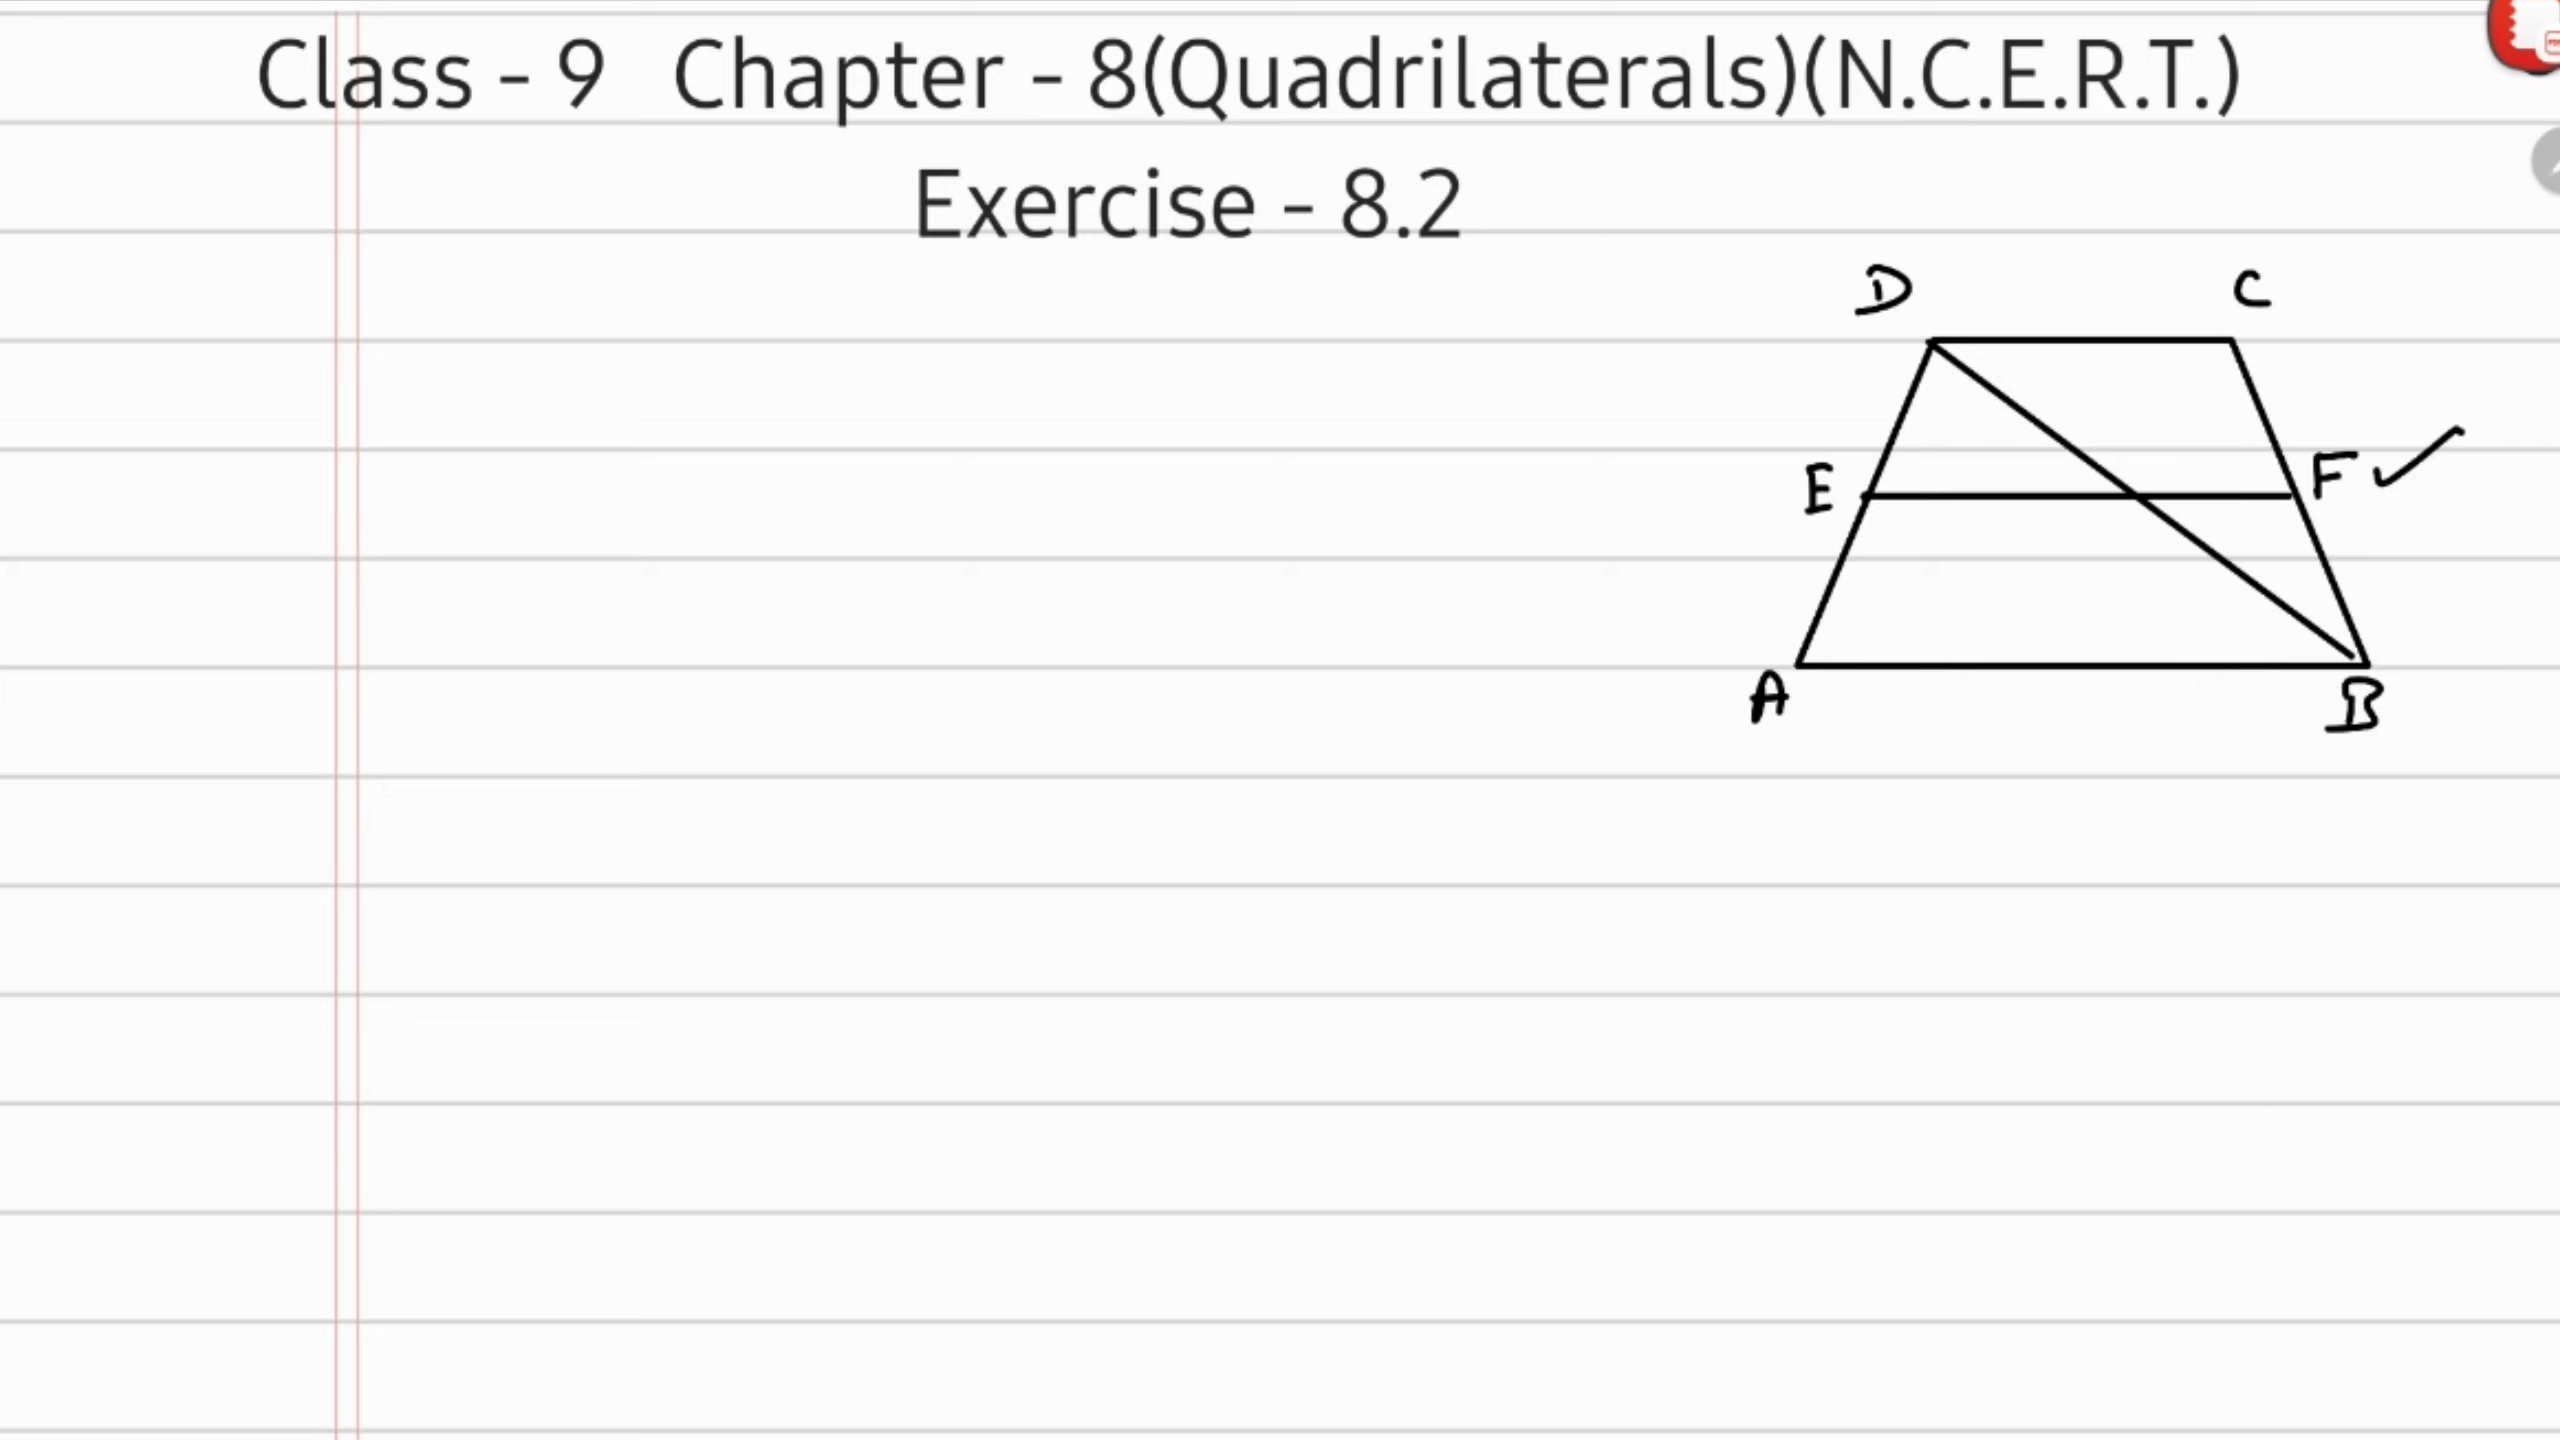 Class - 9 Chapter - 8(Quadrilaterals)(N.C.E.R.T.)
Exercise - 8.2
D C
E F
A B